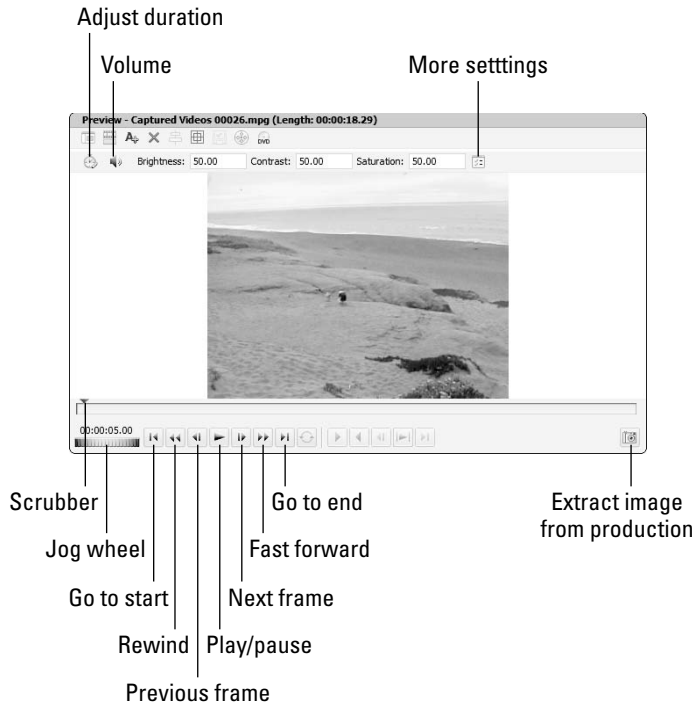 Adjust duration
Volume
More setttings
Preview - Captured Videos 00026.mpg (Length: 00:00:18.29)
DVD
Brightness: 50.00 Contrast: 50.00 Saturation: 50.00
00:00:05.00
Scrubber
Go to end
Extract image
from production
Jog wheel
Fast forward
Go to start
Next frame
Rewind
Play/pause
Previous frame